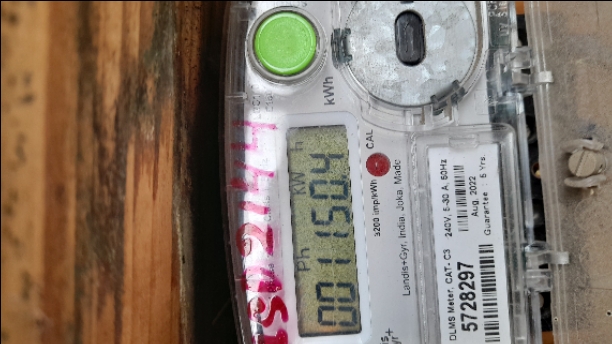 kWh
Ph KW h
0011504
CAL
3200 imp/kWh
Landis+Gyr, India. Joka, Made
DLMS Meter, CAT- C3 240V, 5-30 A, 50Hz
5728297
Aug. 2022
Guarantee : 5 Yrs.